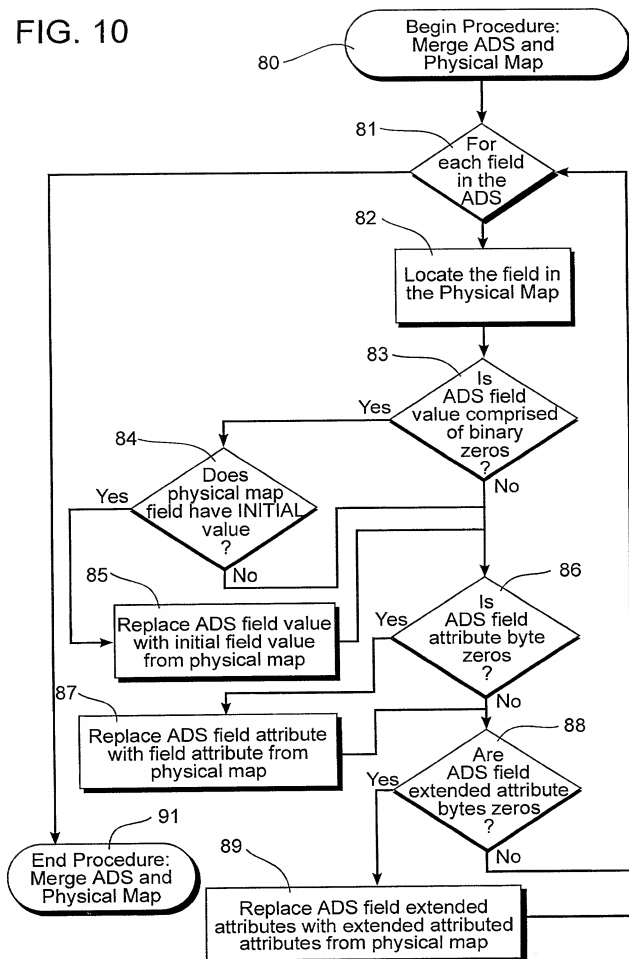 FIG. 10
80
Begin Procedure:
Merge ADS and
Physical Map
81
For
each field
in the
ADS
82
Locate the field in
the Physical Map
83
Is
ADS field
value comprised
of binary
zeros
?
Yes
No
84
Does
physical map
field have INITIAL
value
?
Yes
No
85
Replace ADS field value
with initial field value
from physical map
86
Is
ADS field
attribute byte
zeros
?
Yes
No
87
Replace ADS field attribute
with field attribute from
physical map
88
Are
ADS field
extended attribute
bytes zeros
?
Yes
No
89
Replace ADS field extended
attributes with extended attributed
attributes from physical map
91
End Procedure:
Merge ADS and
Physical Map